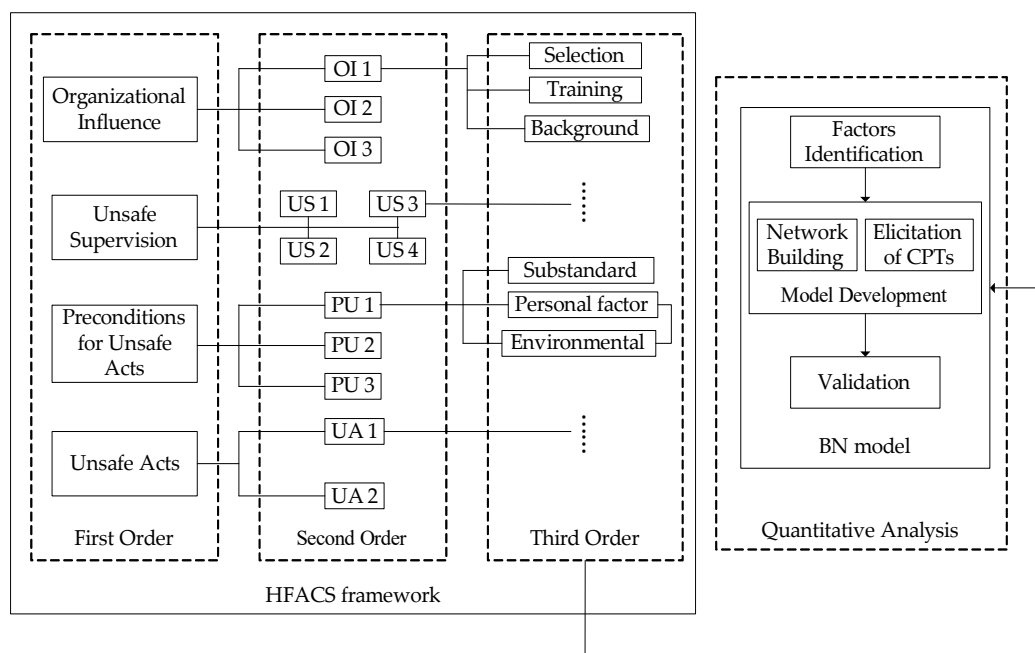 Organizational
Influence
OI 1
OI 2
OI 3
Selection
Training
Background
Unsafe
Supervision
US 1
US 3
US 2
US 4
Preconditions
for Unsafe
Acts
PU 1
PU 2
PU 3
Substandard
Personal factor
Environmental
Unsafe Acts
UA 1
UA 2
First Order
Second Order
Third Order
HFACS framework
Factors
Identification
Network
Building
Elicitation
of CPTs
Model Development
Validation
BN model
Quantitative Analysis